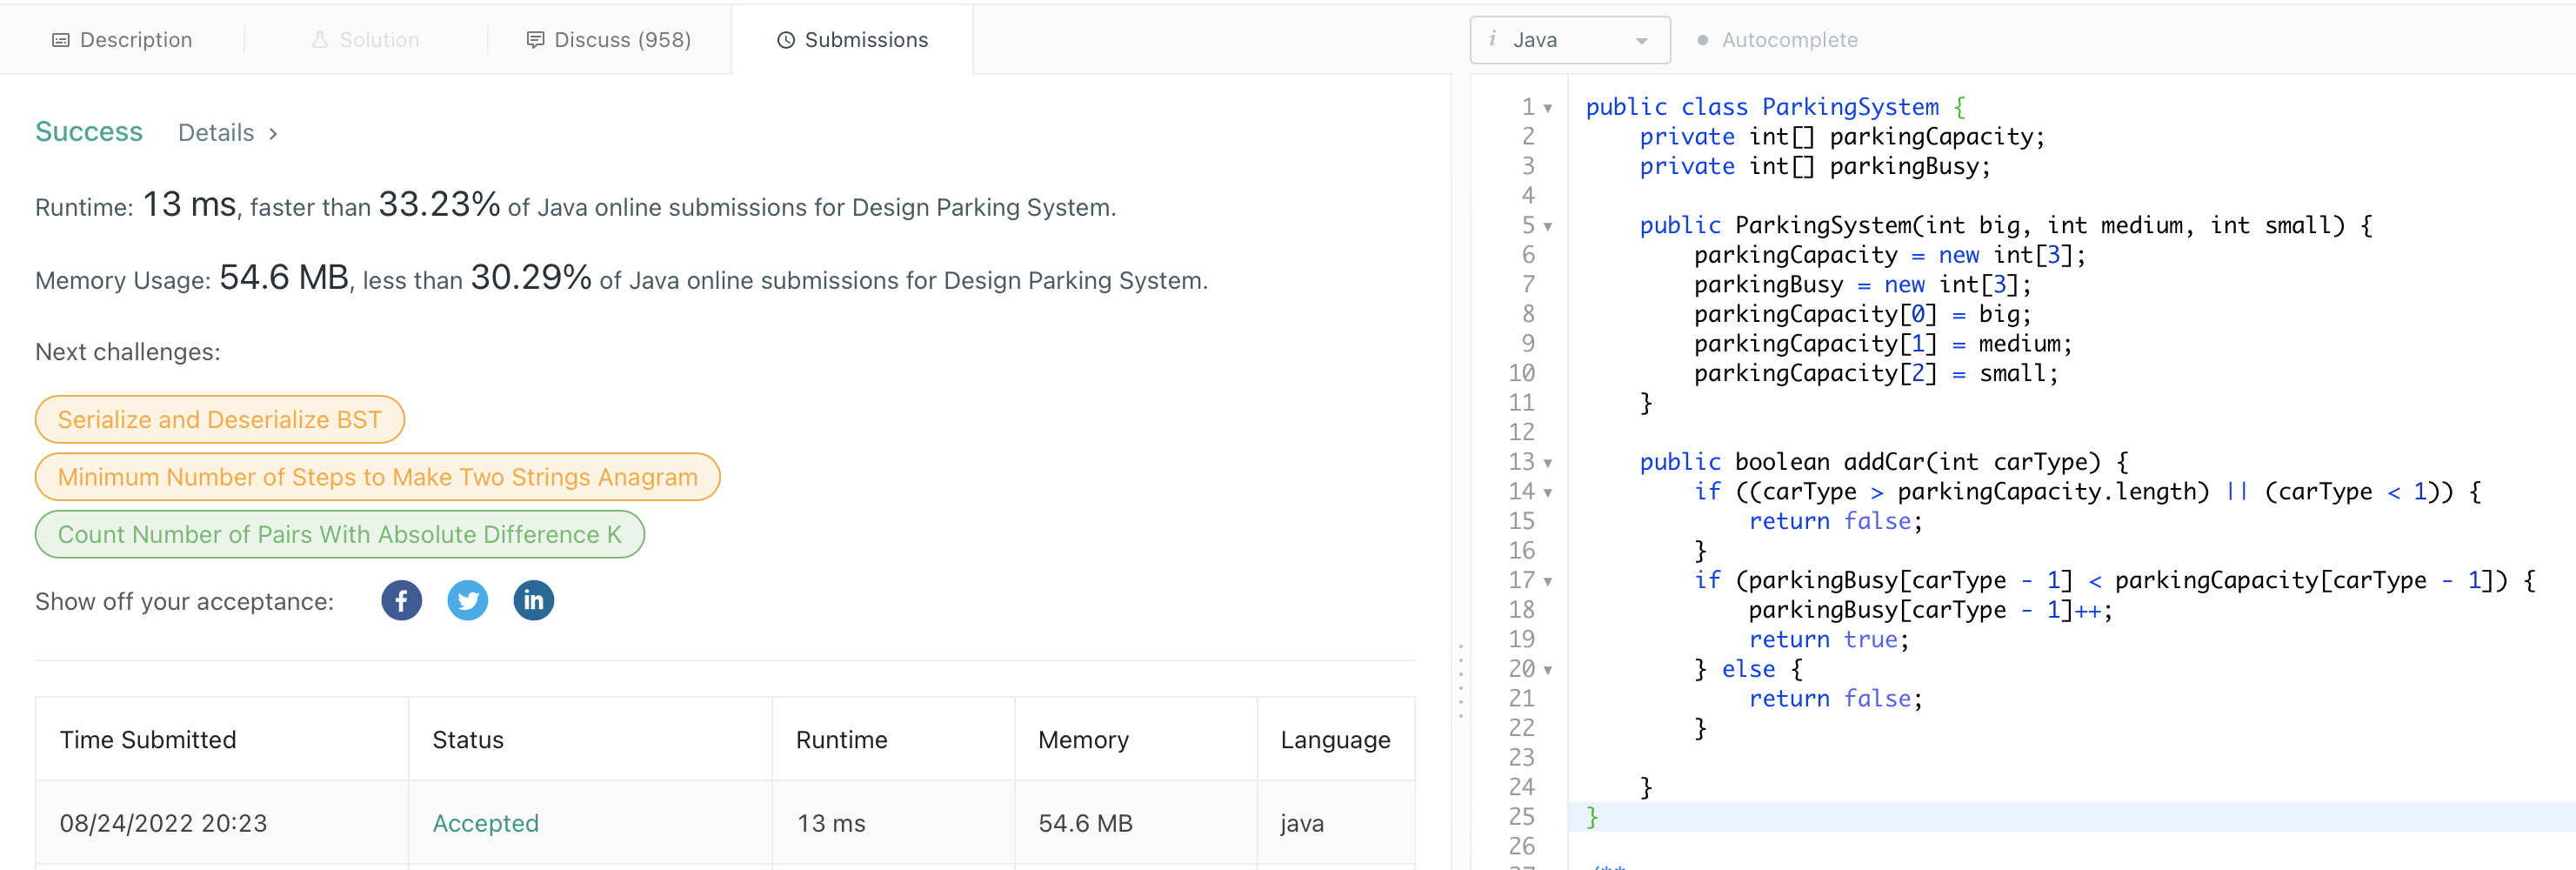 Description
Solution
Discuss (958)
Submissions
i Java
Autocomplete
Success Details >
Runtime: 13 ms, faster than 33.23% of Java online submissions for Design Parking System.
Memory Usage: 54.6 MB, less than 30.29% of Java online submissions for Design Parking System.
Next challenges:
Serialize and Deserialize BST
Minimum Number of Steps to Make Two Strings Anagram
Count Number of Pairs With Absolute Difference K
Show off your acceptance:
f
in
Time Submitted Status Runtime Memory Language
08/24/2022 20:23 Accepted 13 ms 54.6 MB java
1 public class ParkingSystem {
2     private int[] parkingCapacity;
3     private int[] parkingBusy;
4
5     public ParkingSystem(int big, int medium, int small) {
6         parkingCapacity = new int[3];
7         parkingBusy = new int[3];
8         parkingCapacity[0] = big;
9         parkingCapacity[1] = medium;
10         parkingCapacity[2] = small;
11     }
12
13     public boolean addCar(int carType) {
14         if ((carType > parkingCapacity.length) || (carType < 1)) {
15             return false;
16         }
17         if (parkingBusy[carType - 1] < parkingCapacity[carType - 1]) {
18             parkingBusy[carType - 1]++;
19             return true;
20         } else {
21             return false;
22         }
23
24     }
25 }
26